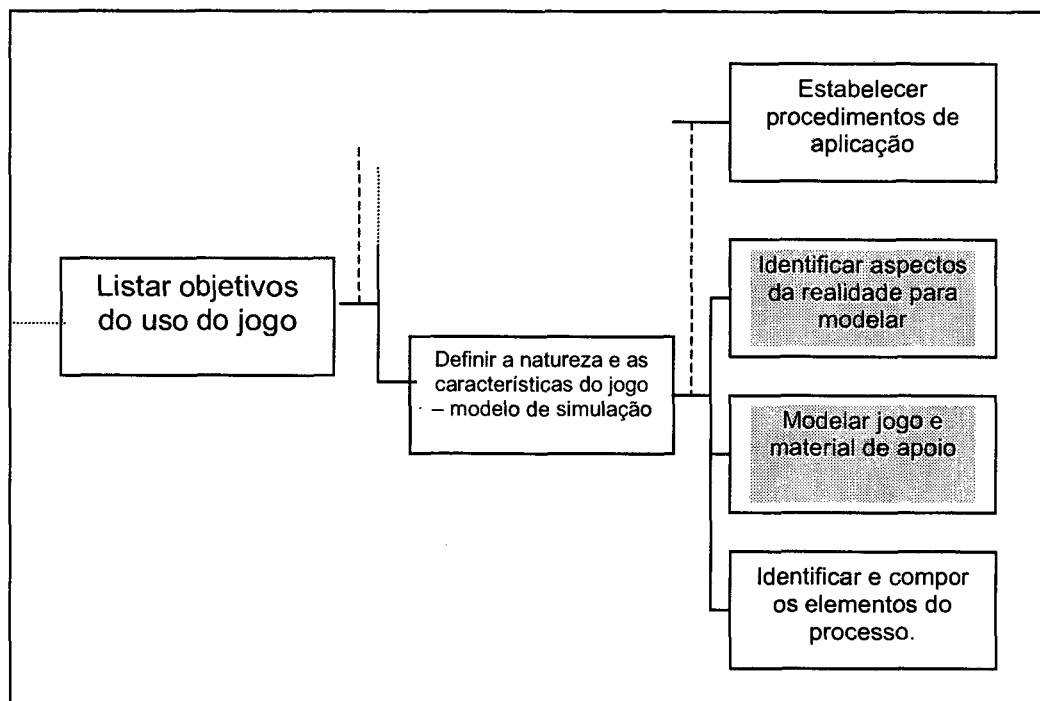 Estabelecer
procedimentos de
aplicação
Listar objetivos
do uso do jogo
Identificar aspectos
da realidade para
modelar
Definir a natureza e as
características do jogo
– modelo de simulação
Modelar jogo e
material de apoio
Identificar e compor
os elementos do
processo.